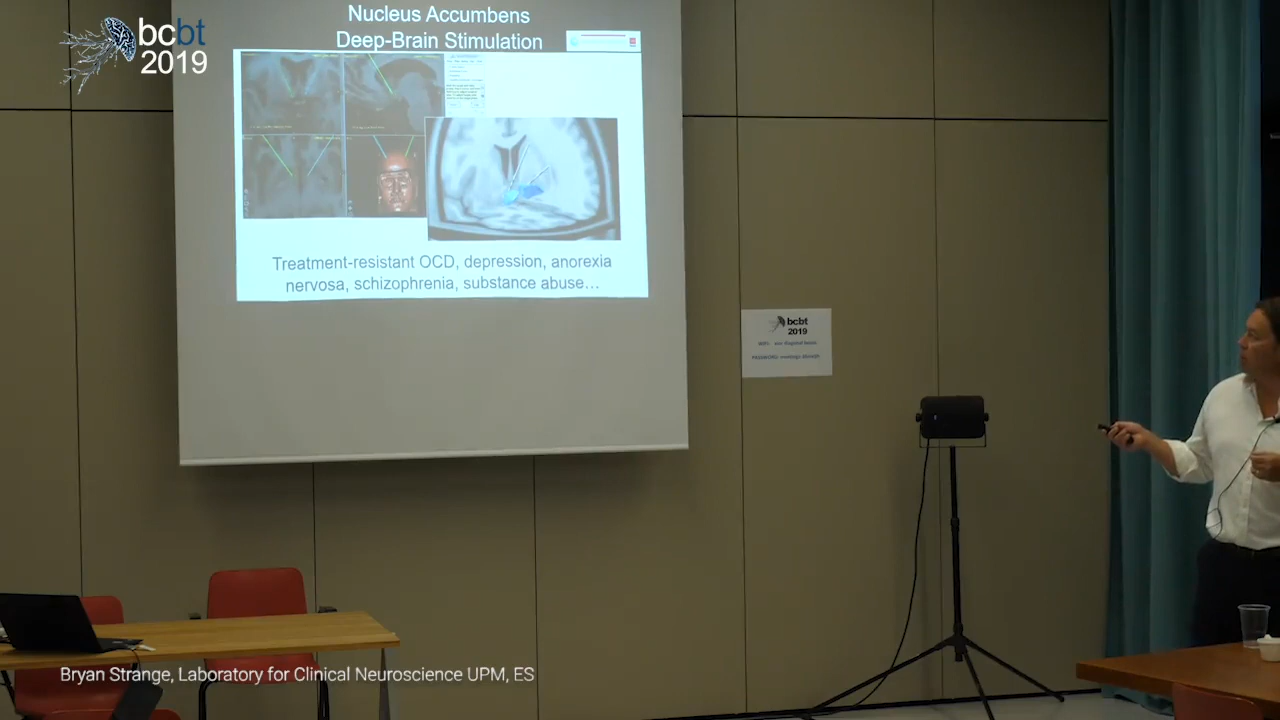 bcbt
2019
Nucleus Accumbens
Deep-Brain Stimulation
Treatment-resistant OCD, depression, anorexia
nervosa, schizophrenia, substance abuse…
bcbt
2019
Bryan Strange, Laboratory for Clinical Neuroscience UPM, ES